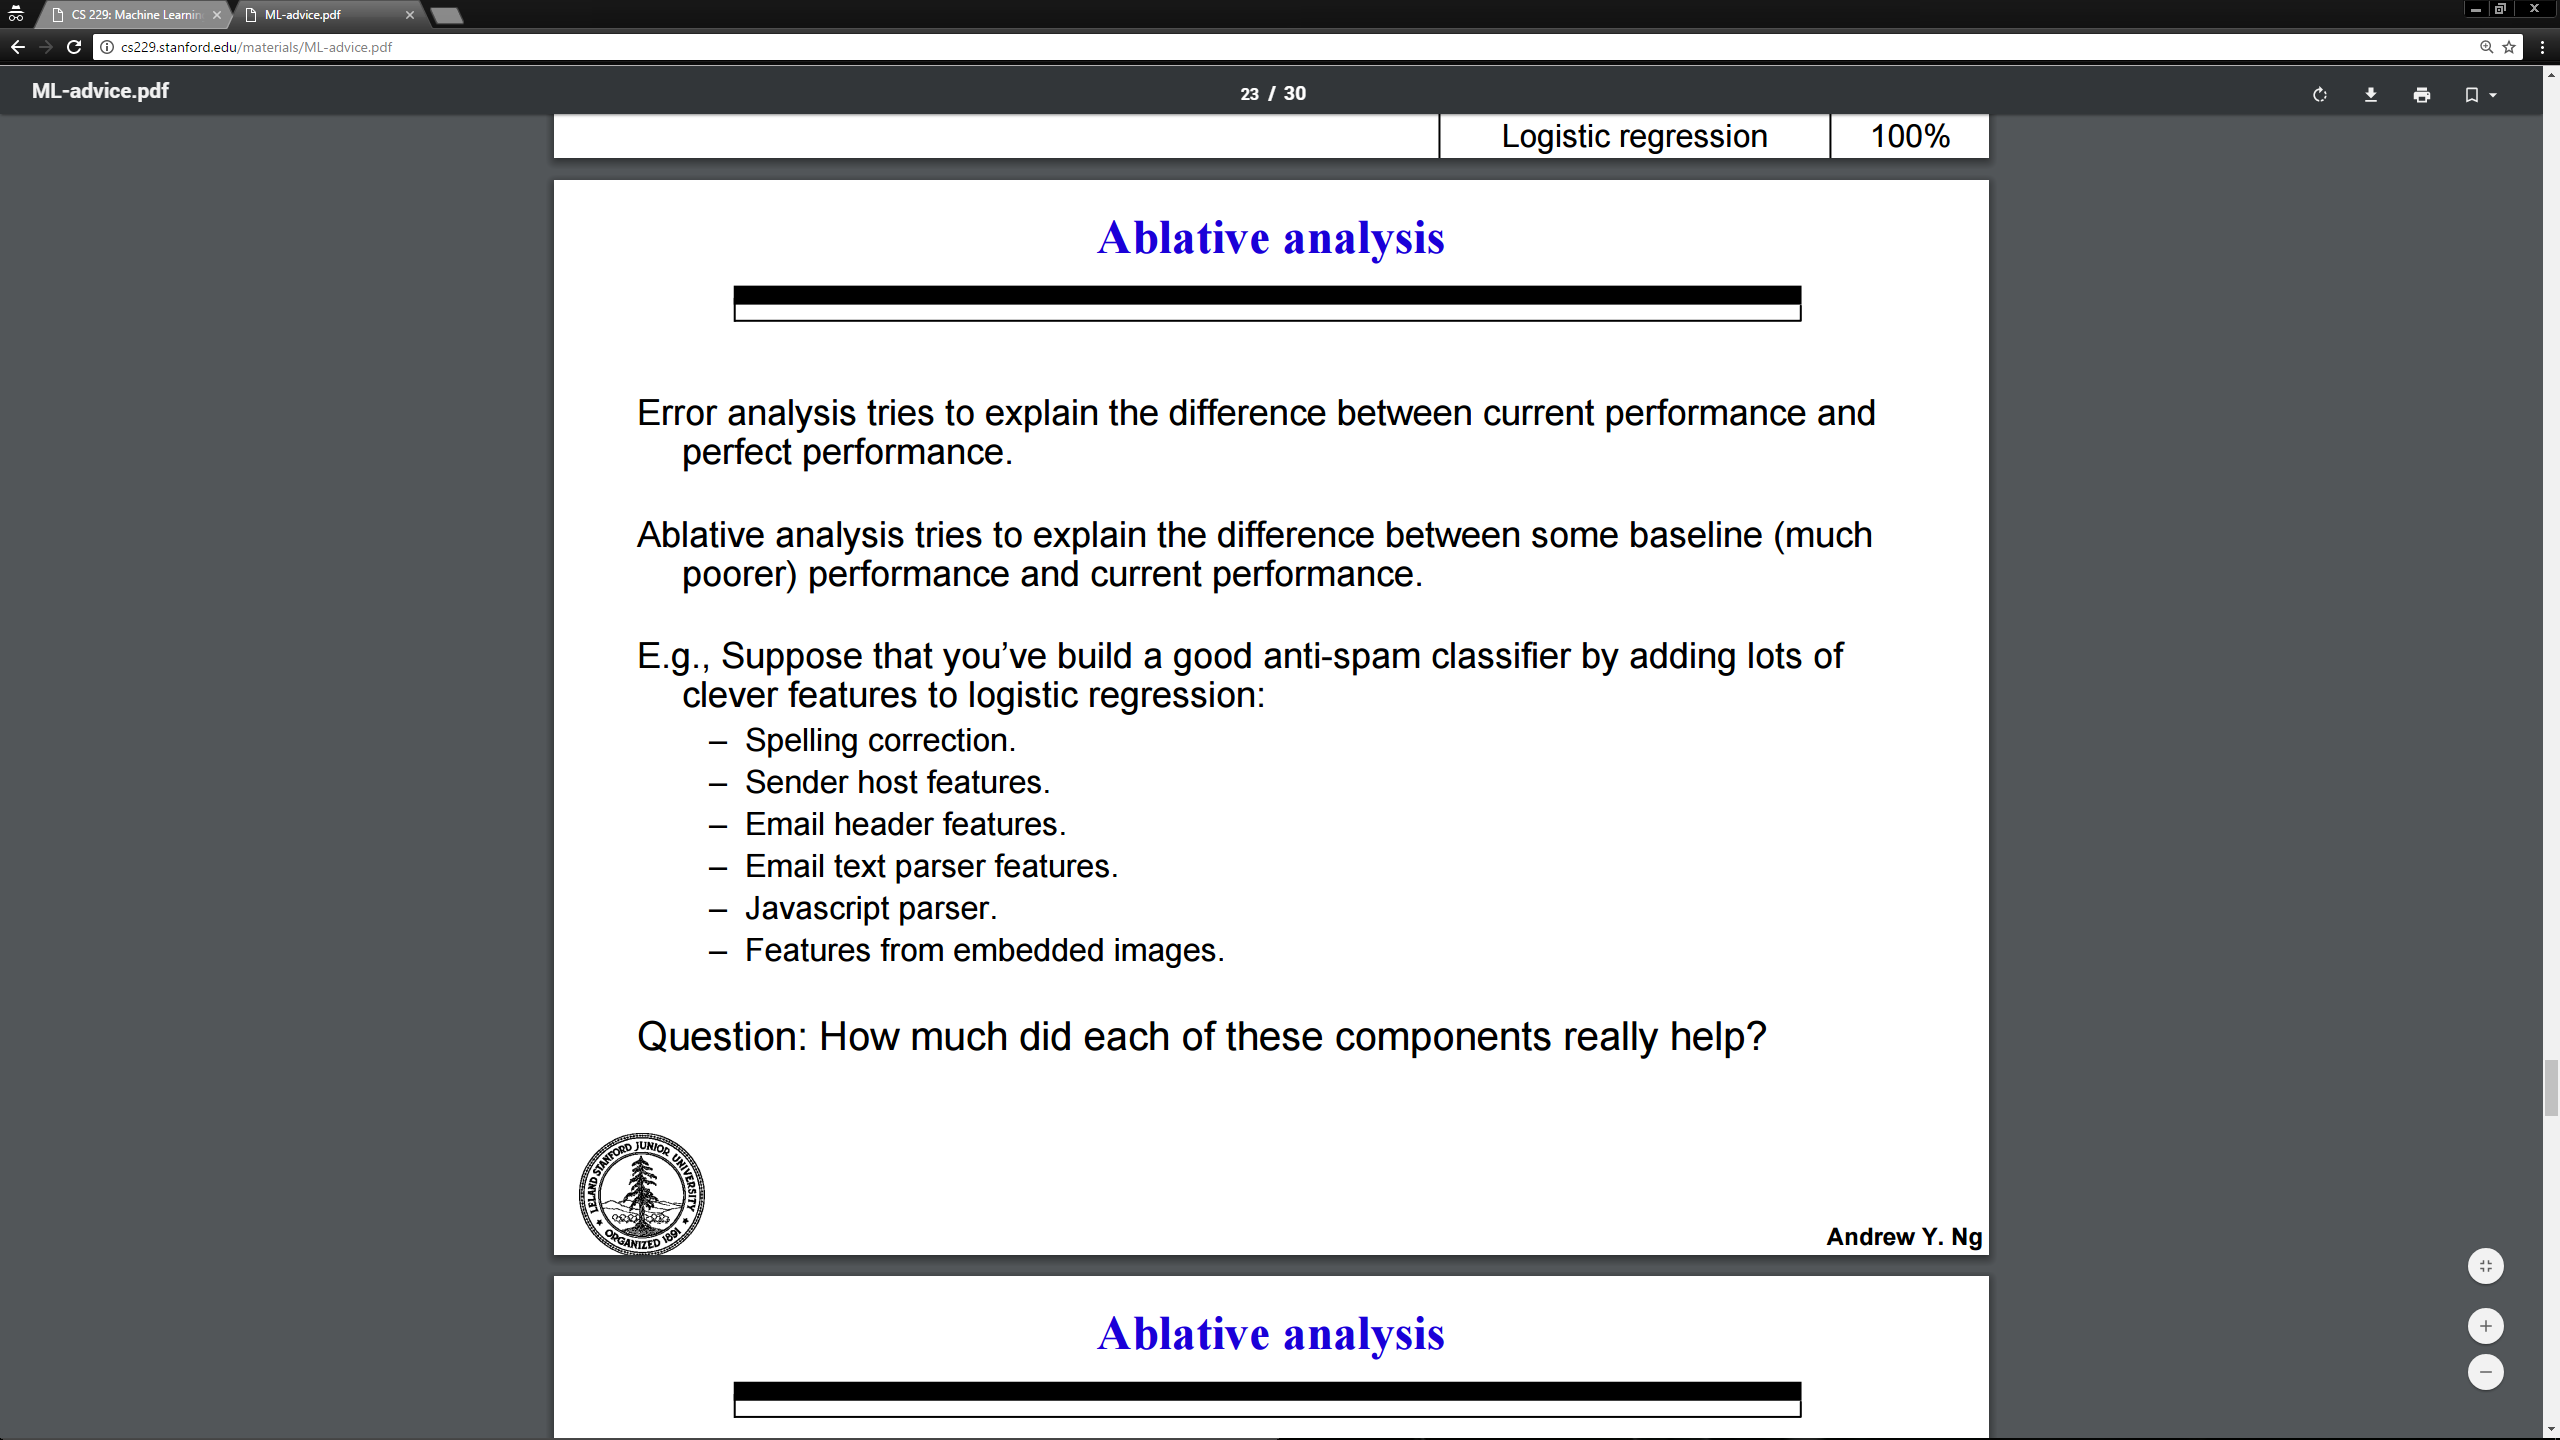 CS 229: Machine Learnin
ML-advice.pdf
cs229.stanford.edu/materials/ML-advice.pdf
ML-advice.pdf
23 / 30
Logistic regression 100%
Ablative analysis
Error analysis tries to explain the difference between current performance and
perfect performance.
Ablative analysis tries to explain the difference between some baseline (much
poorer) performance and current performance.
E.g., Suppose that you’ve build a good anti-spam classifier by adding lots of
clever features to logistic regression:
– Spelling correction.
– Sender host features.
– Email header features.
– Email text parser features.
– Javascript parser.
– Features from embedded images.
Question: How much did each of these components really help?
LELAND STANFORD JUNIOR UNIVERSITY
ORGANIZED 1891
Andrew Y. Ng
Ablative analysis